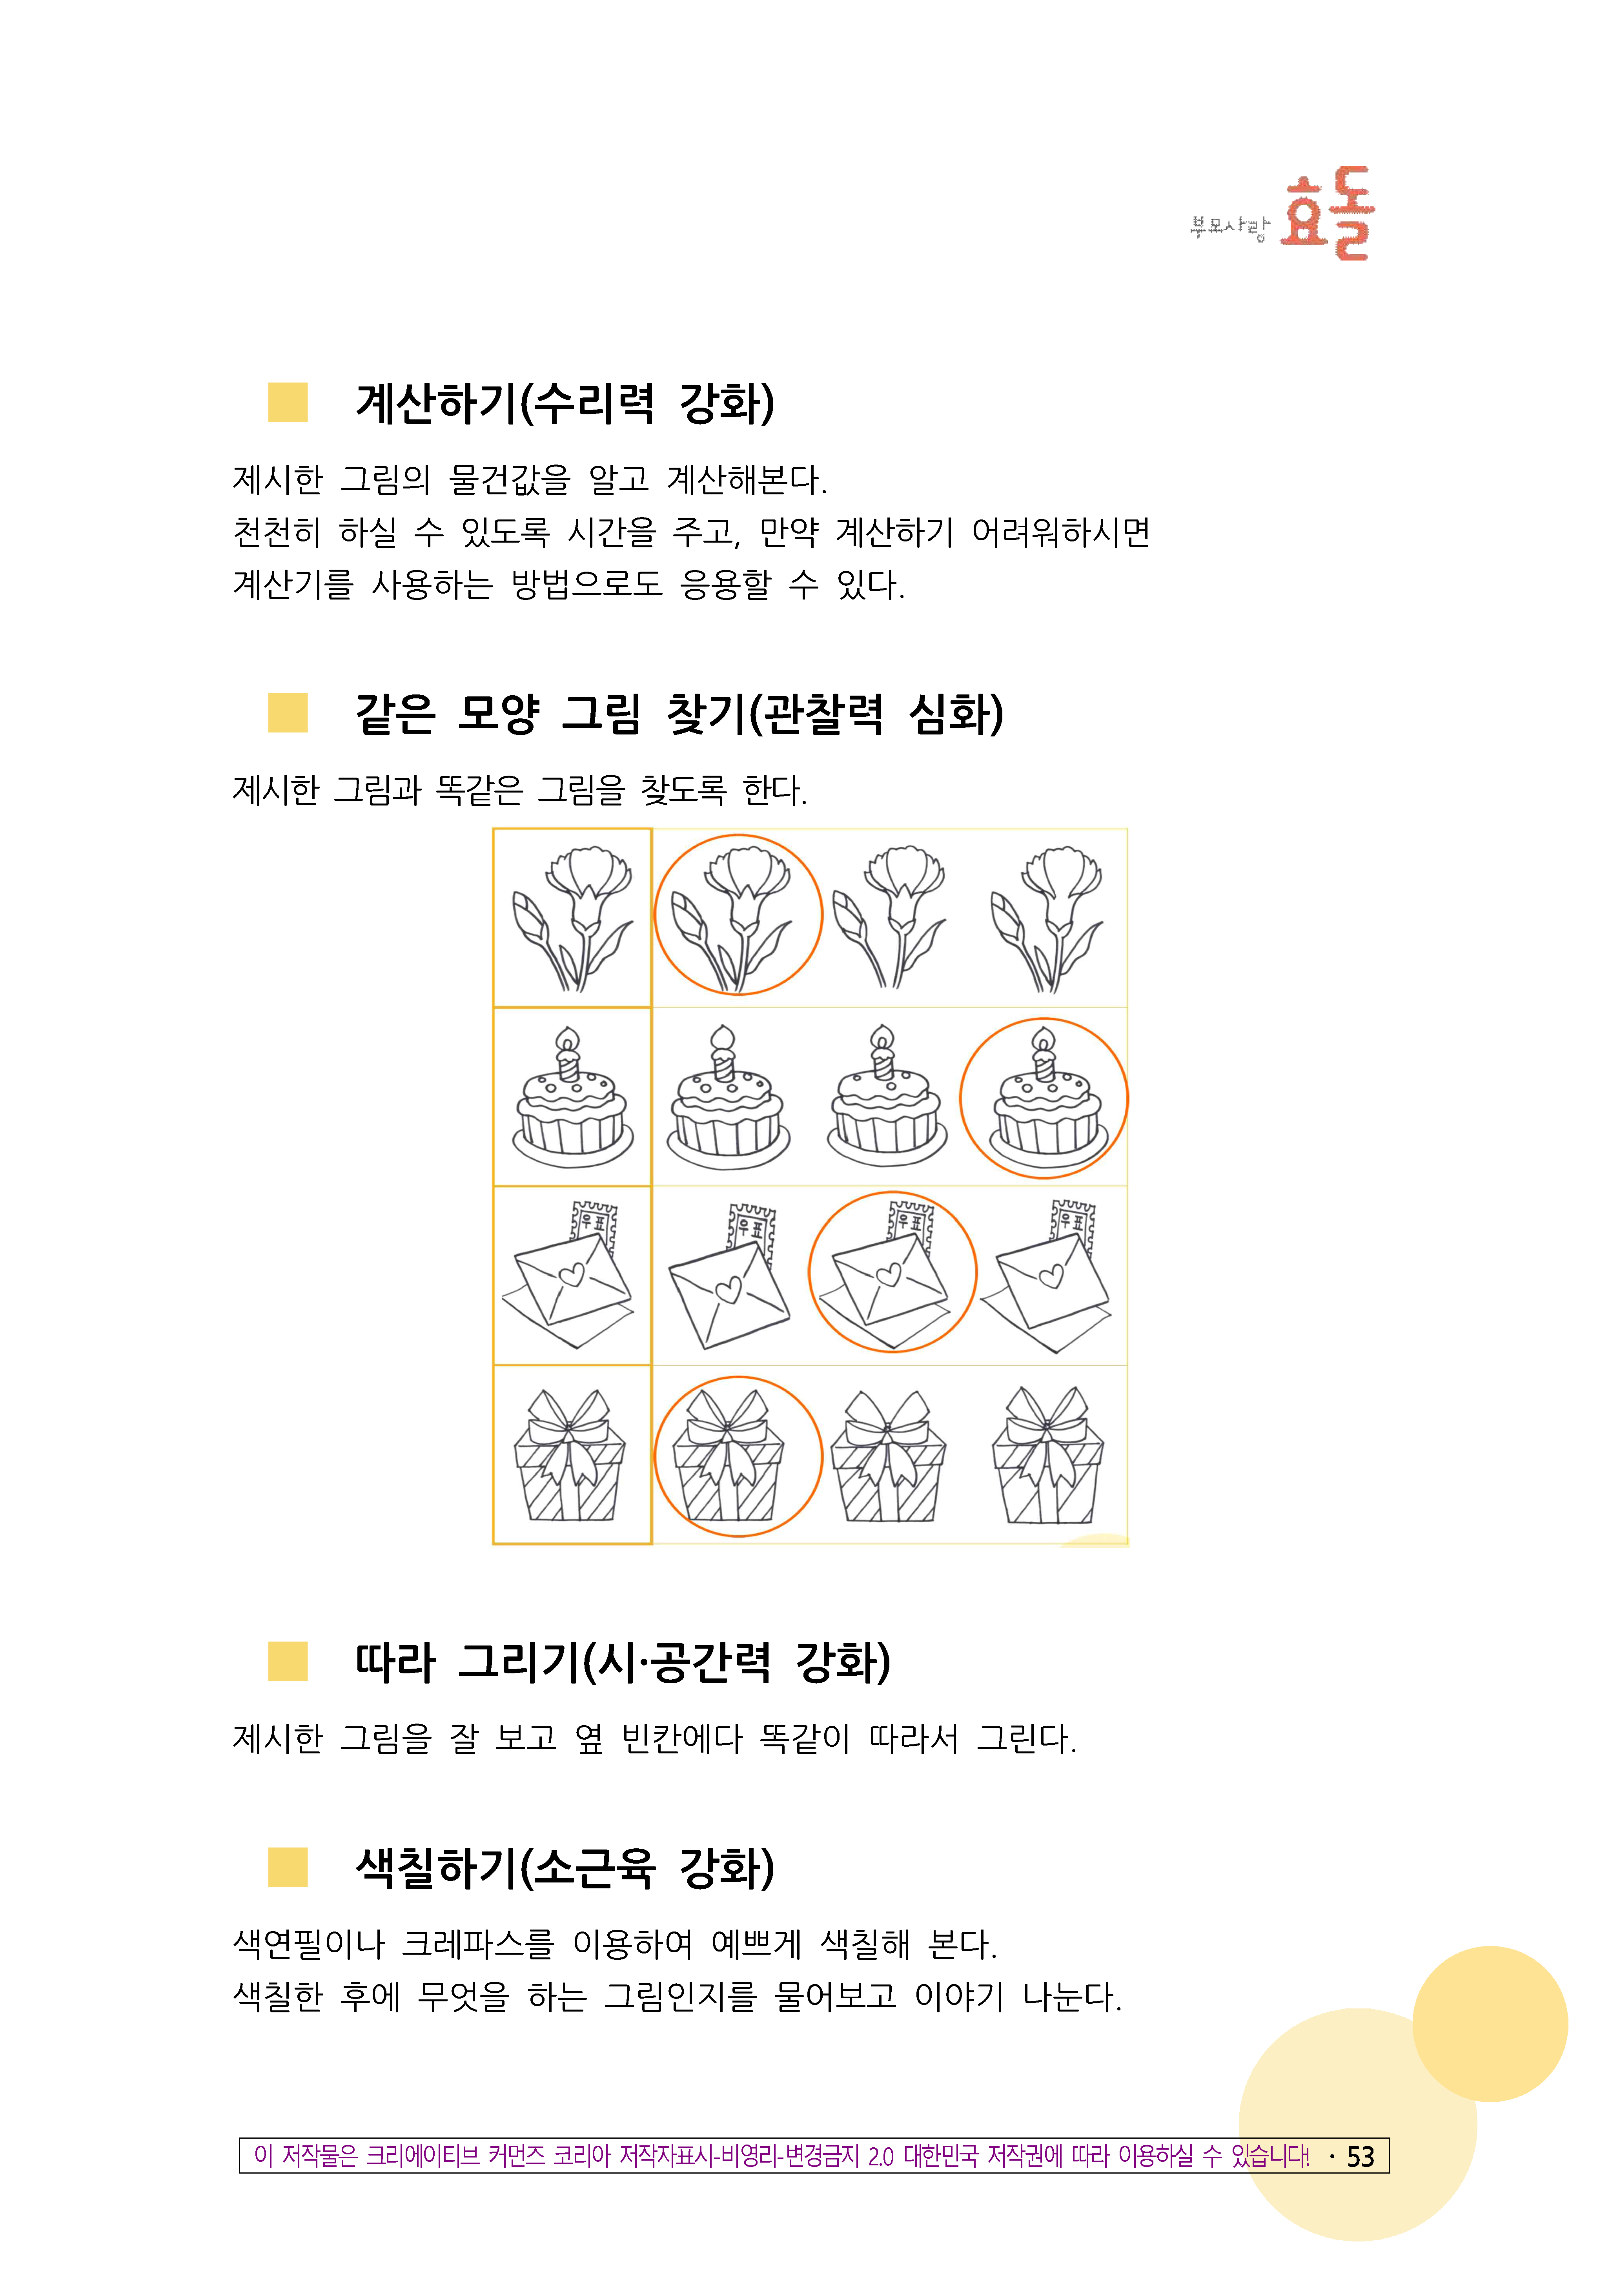 부모사랑 효돌
계산하기(수리력 강화)
제시한 그림의 물건값을 알고 계산해본다.
천천히 하실 수 있도록 시간을 주고, 만약 계산하기 어려워하시면
계산기를 사용하는 방법으로도 응용할 수 있다.
같은 모양 그림 찾기(관찰력 심화)
제시한 그림과 똑같은 그림을 찾도록 한다.
우표 우표 우표 우표
따라 그리기(시·공간력 강화)
제시한 그림을 잘 보고 옆 빈칸에다 똑같이 따라서 그린다.
색칠하기(소근육 강화)
색연필이나 크레파스를 이용하여 예쁘게 색칠해 본다.
색칠한 후에 무엇을 하는 그림인지를 물어보고 이야기 나눈다.
이 저작물은 크리에이티브 커먼즈 코리아 저작자표시-비영리-변경금지 2.0 대한민국 저작권에 따라 이용하실 수 있습니다! · 53